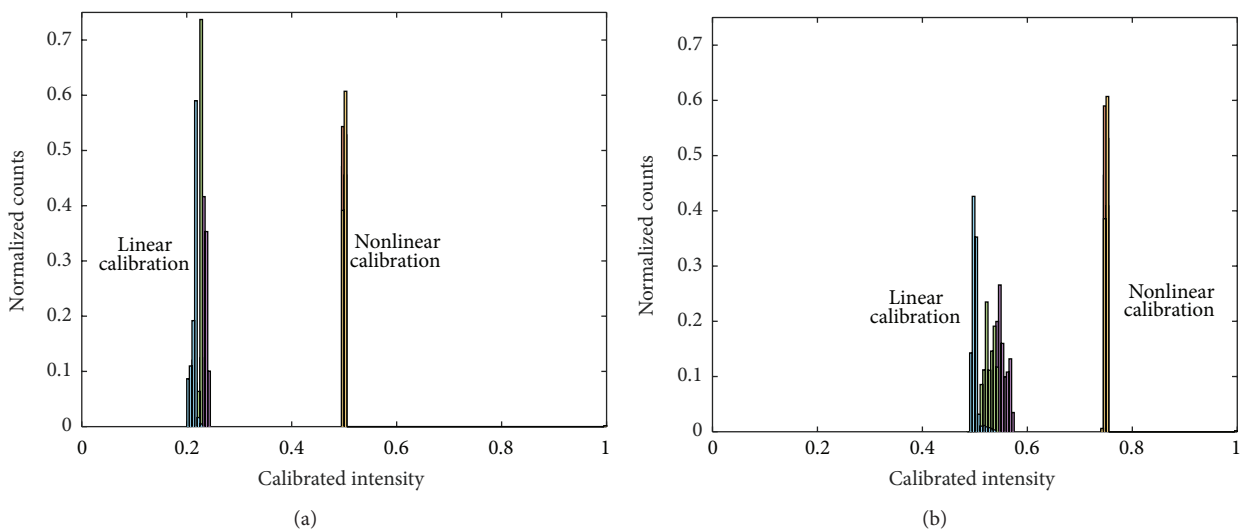 0.7
0.6
0.5
0.4
0.3
0.2
0.1
0
Normalized counts
Linear
calibration
Nonlinear
calibration
0 0.2 0.4 0.6 0.8 1
Calibrated intensity
(a)
0.7
0.6
0.5
0.4
0.3
0.2
0.1
0
Normalized counts
Linear
calibration
Nonlinear
calibration
0 0.2 0.4 0.6 0.8 1
Calibrated intensity
(b)